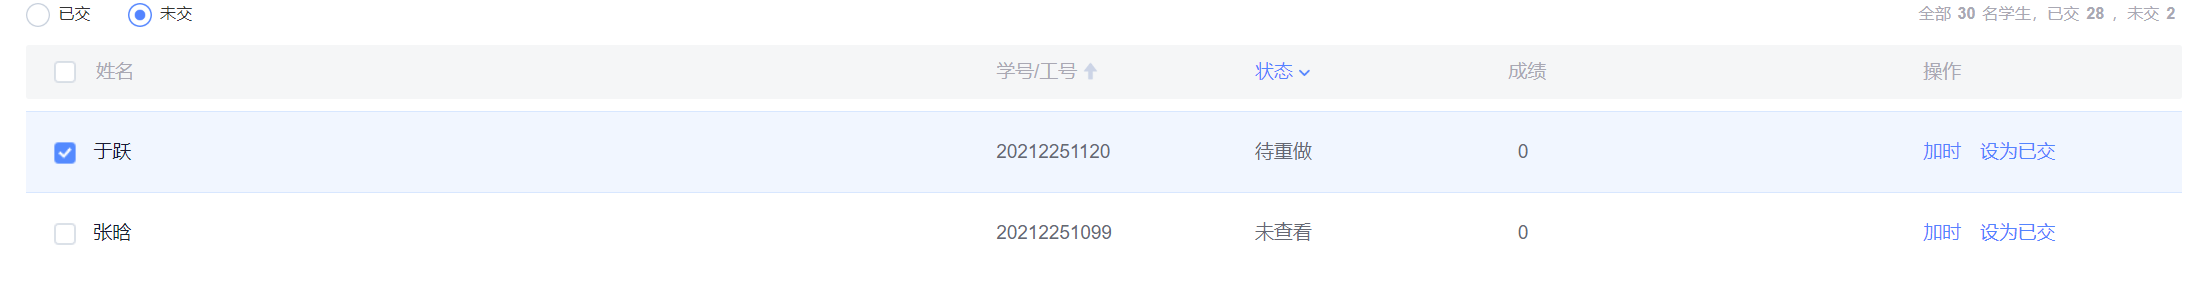 已交 未交 全部 30 名学生，已交 28 ，未交 2
姓名 学号/工号 状态 成绩 操作
于跃 20212251120 待重做 0 加时 设为已交
张晗 20212251099 未查看 0 加时 设为已交